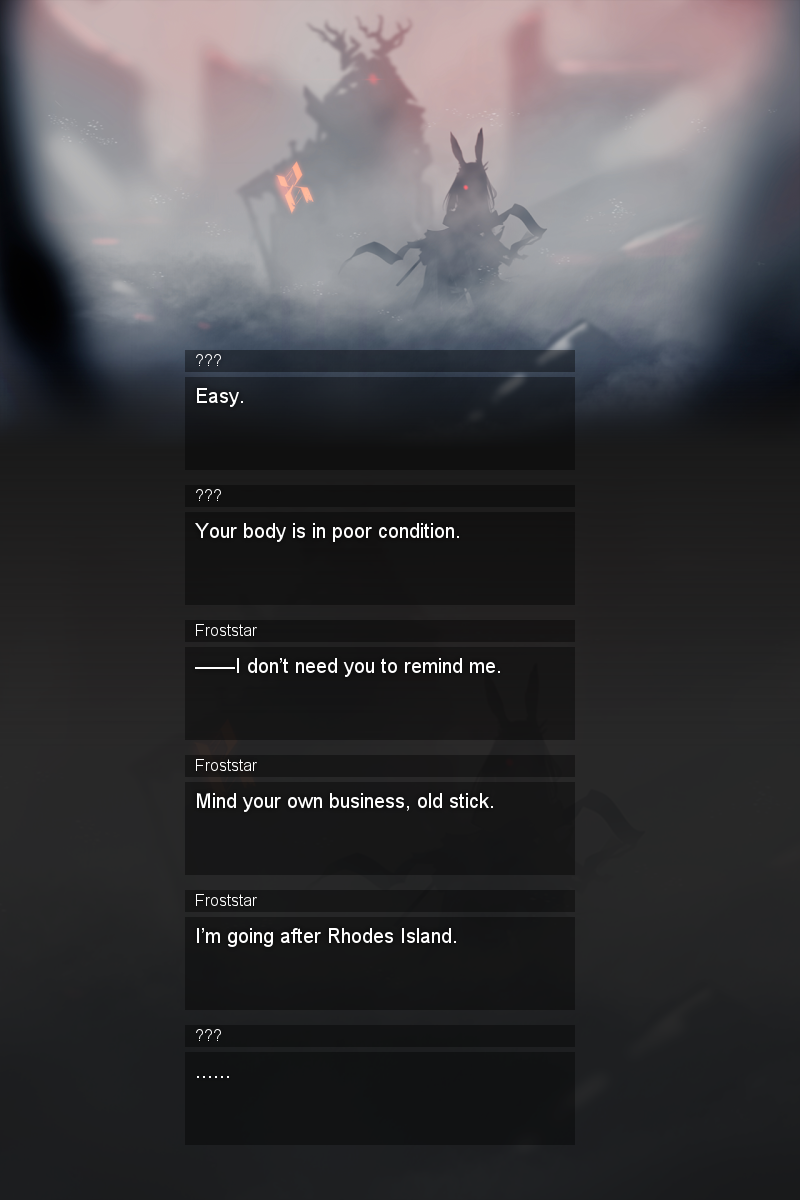 ???
Easy.
???
Your body is in poor condition.
Froststar
——I don’t need you to remind me.
Froststar
Mind your own business, old stick.
Froststar
I’m going after Rhodes Island.
???
......